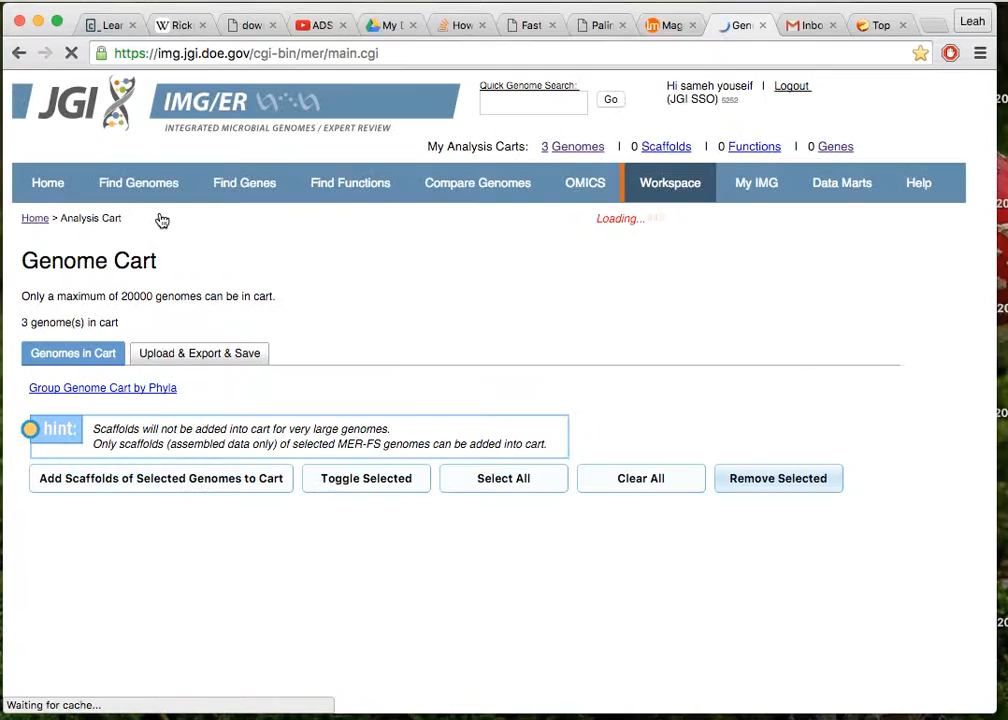 _Lear
Rick
dow
ADS
My D
How
Fast
Palin
Mag
Gen
Inbo
Top
Leah
https://img.jgi.doe.gov/cgi-bin/mer/main.cgi
JGI
IMG/ER
INTEGRATED MICROBIAL GENOMES / EXPERT REVIEW
Quick Genome Search:
Go
Hi sameh youseif | Logout
(JGI SSO) 5252
My Analysis Carts: 3 Genomes | 0 Scaffolds | 0 Functions | 0 Genes
Home Find Genomes Find Genes Find Functions Compare Genomes OMICS Workspace My IMG Data Marts Help
Home > Analysis Cart
Loading...
Genome Cart
Only a maximum of 20000 genomes can be in cart.
3 genome(s) in cart
Genomes in Cart Upload & Export & Save
Group Genome Cart by Phyla
hint:
Scaffolds will not be added into cart for very large genomes.
Only scaffolds (assembled data only) of selected MER-FS genomes can be added into cart.
Add Scaffolds of Selected Genomes to Cart Toggle Selected Select All Clear All Remove Selected
Waiting for cache...